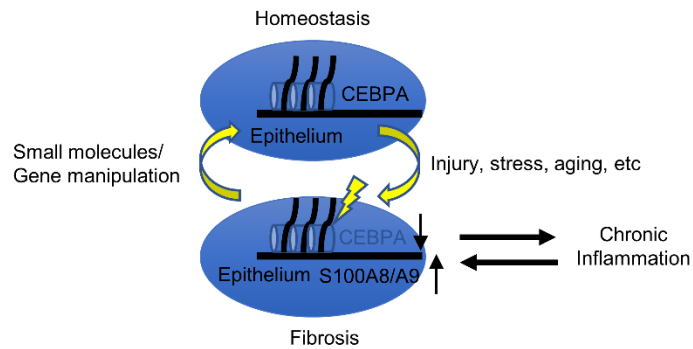 Homeostasis
CEBPA
Epithelium
Small molecules/
Gene manipulation
Injury, stress, aging, etc
CEBPA
Epithelium S100A8/A9
Chronic
Inflammation
Fibrosis